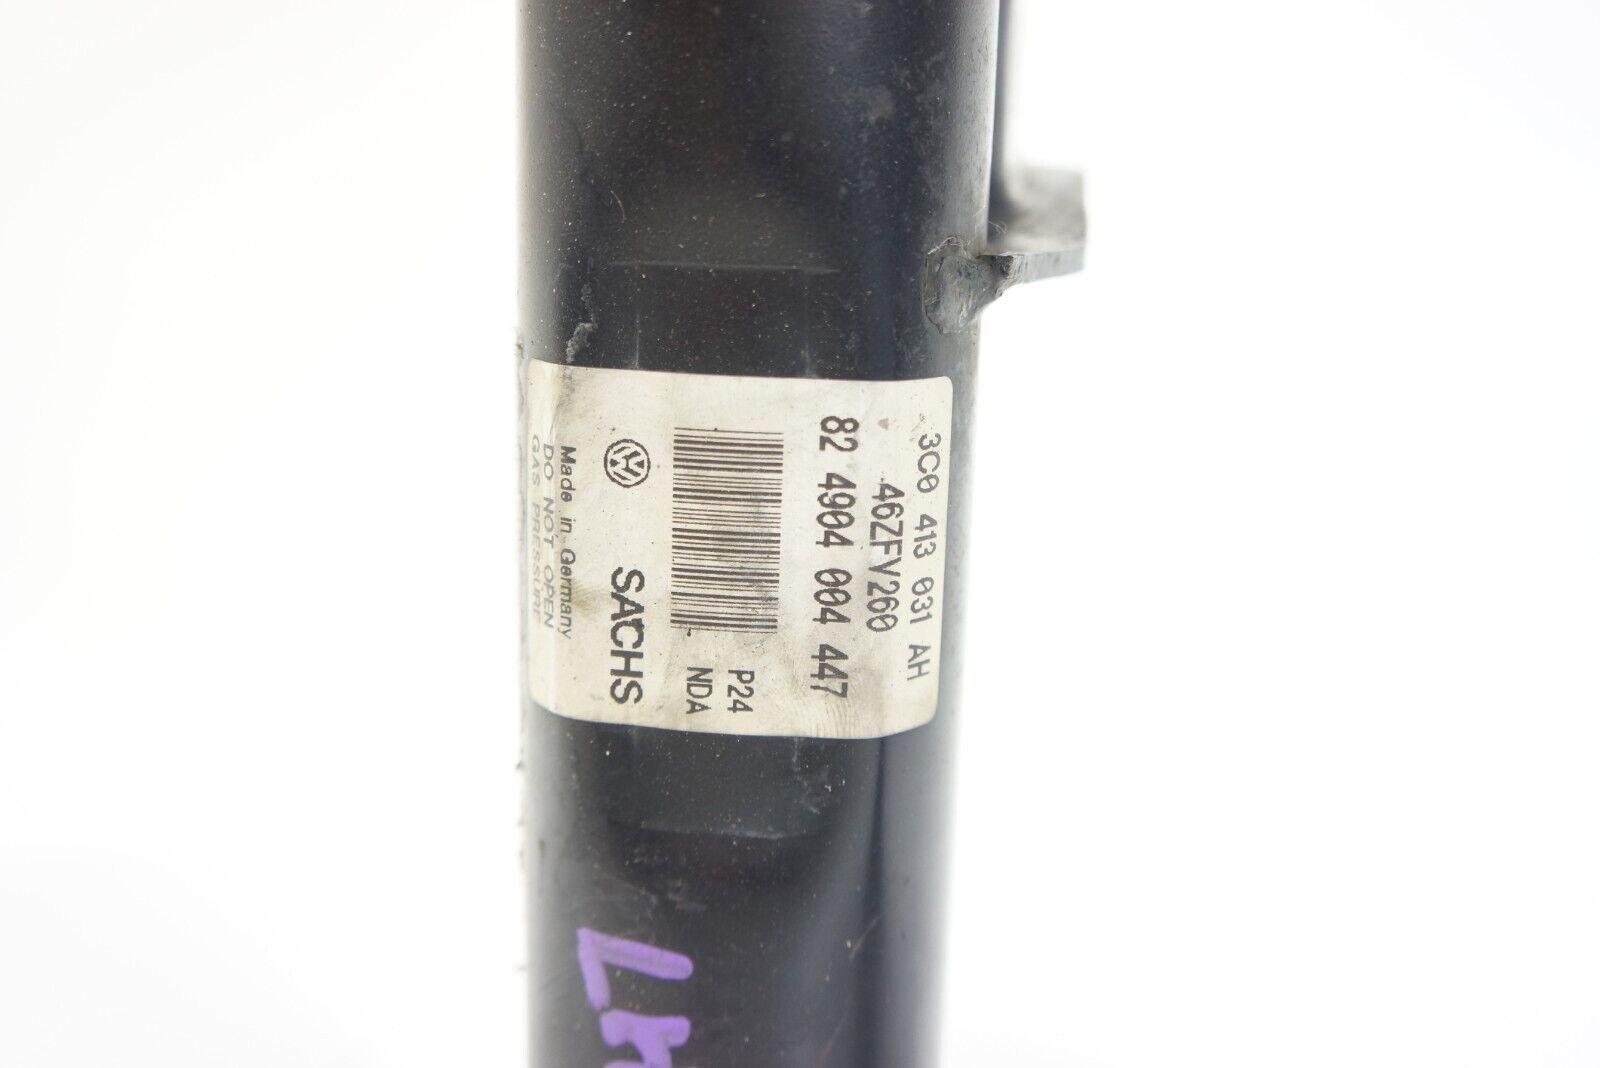 3C0 413 031 AH
46ZFV260
82 4904 004 447
P24
NDA
SACHS
Made in Germany
DO NOT OPEN
GAS PRESSURE